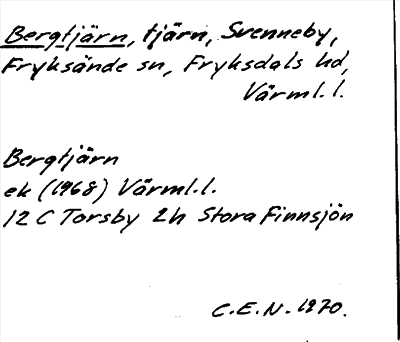 Bergtjärn, tjärn, Svenneby,
Fryksände sn, Fryksdals hd,
Värml. l.
Bergtjärn
ek (1968) Värml.l.
12 C Torsby 2h Stora Finnsjön
C.E.N. 1970.